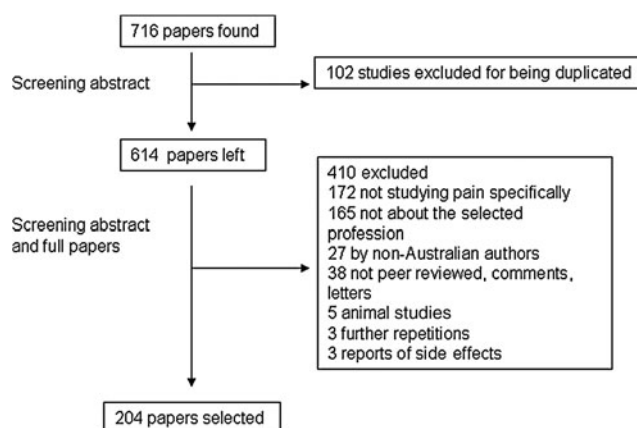 716 papers found
Screening abstract
102 studies excluded for being duplicated
614 papers left
Screening abstract
and full papers
410 excluded
172 not studying pain specifically
165 not about the selected
profession
27 by non-Australian authors
38 not peer reviewed, comments,
letters
5 animal studies
3 further repetitions
3 reports of side effects
204 papers selected